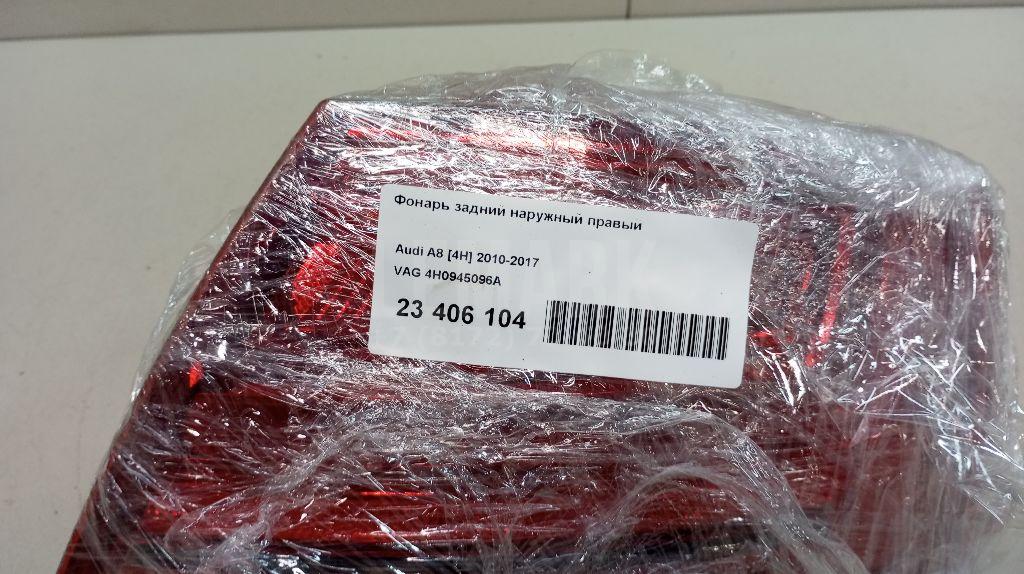 Фонарь задний наружный правый
Audi A8 [4H] 2010-2017
VAG 4H0945096A
23 406 104